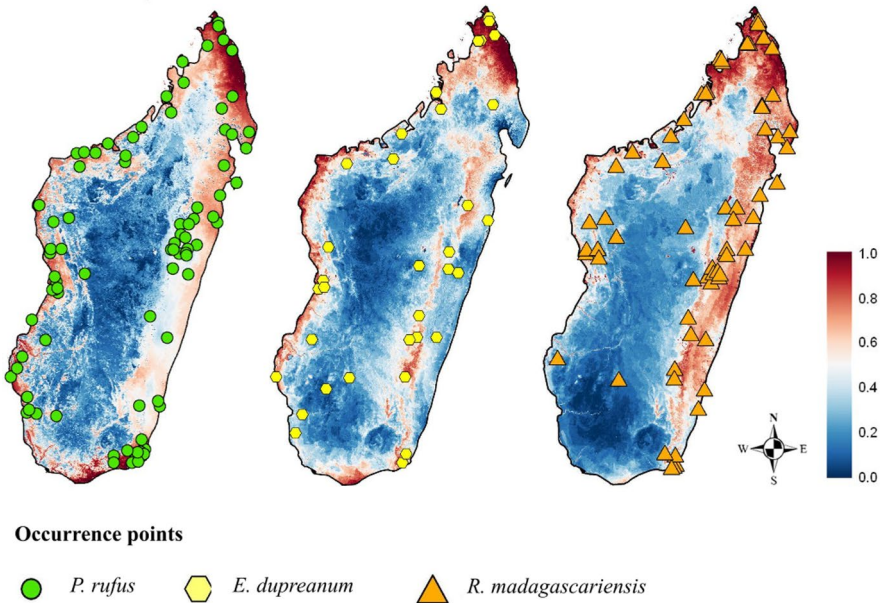 1.0
0.8
0.6
0.4
0.2
0.0
N
W E
S
Occurrence points
P. rufus E. dupreanum R. madagascariensis